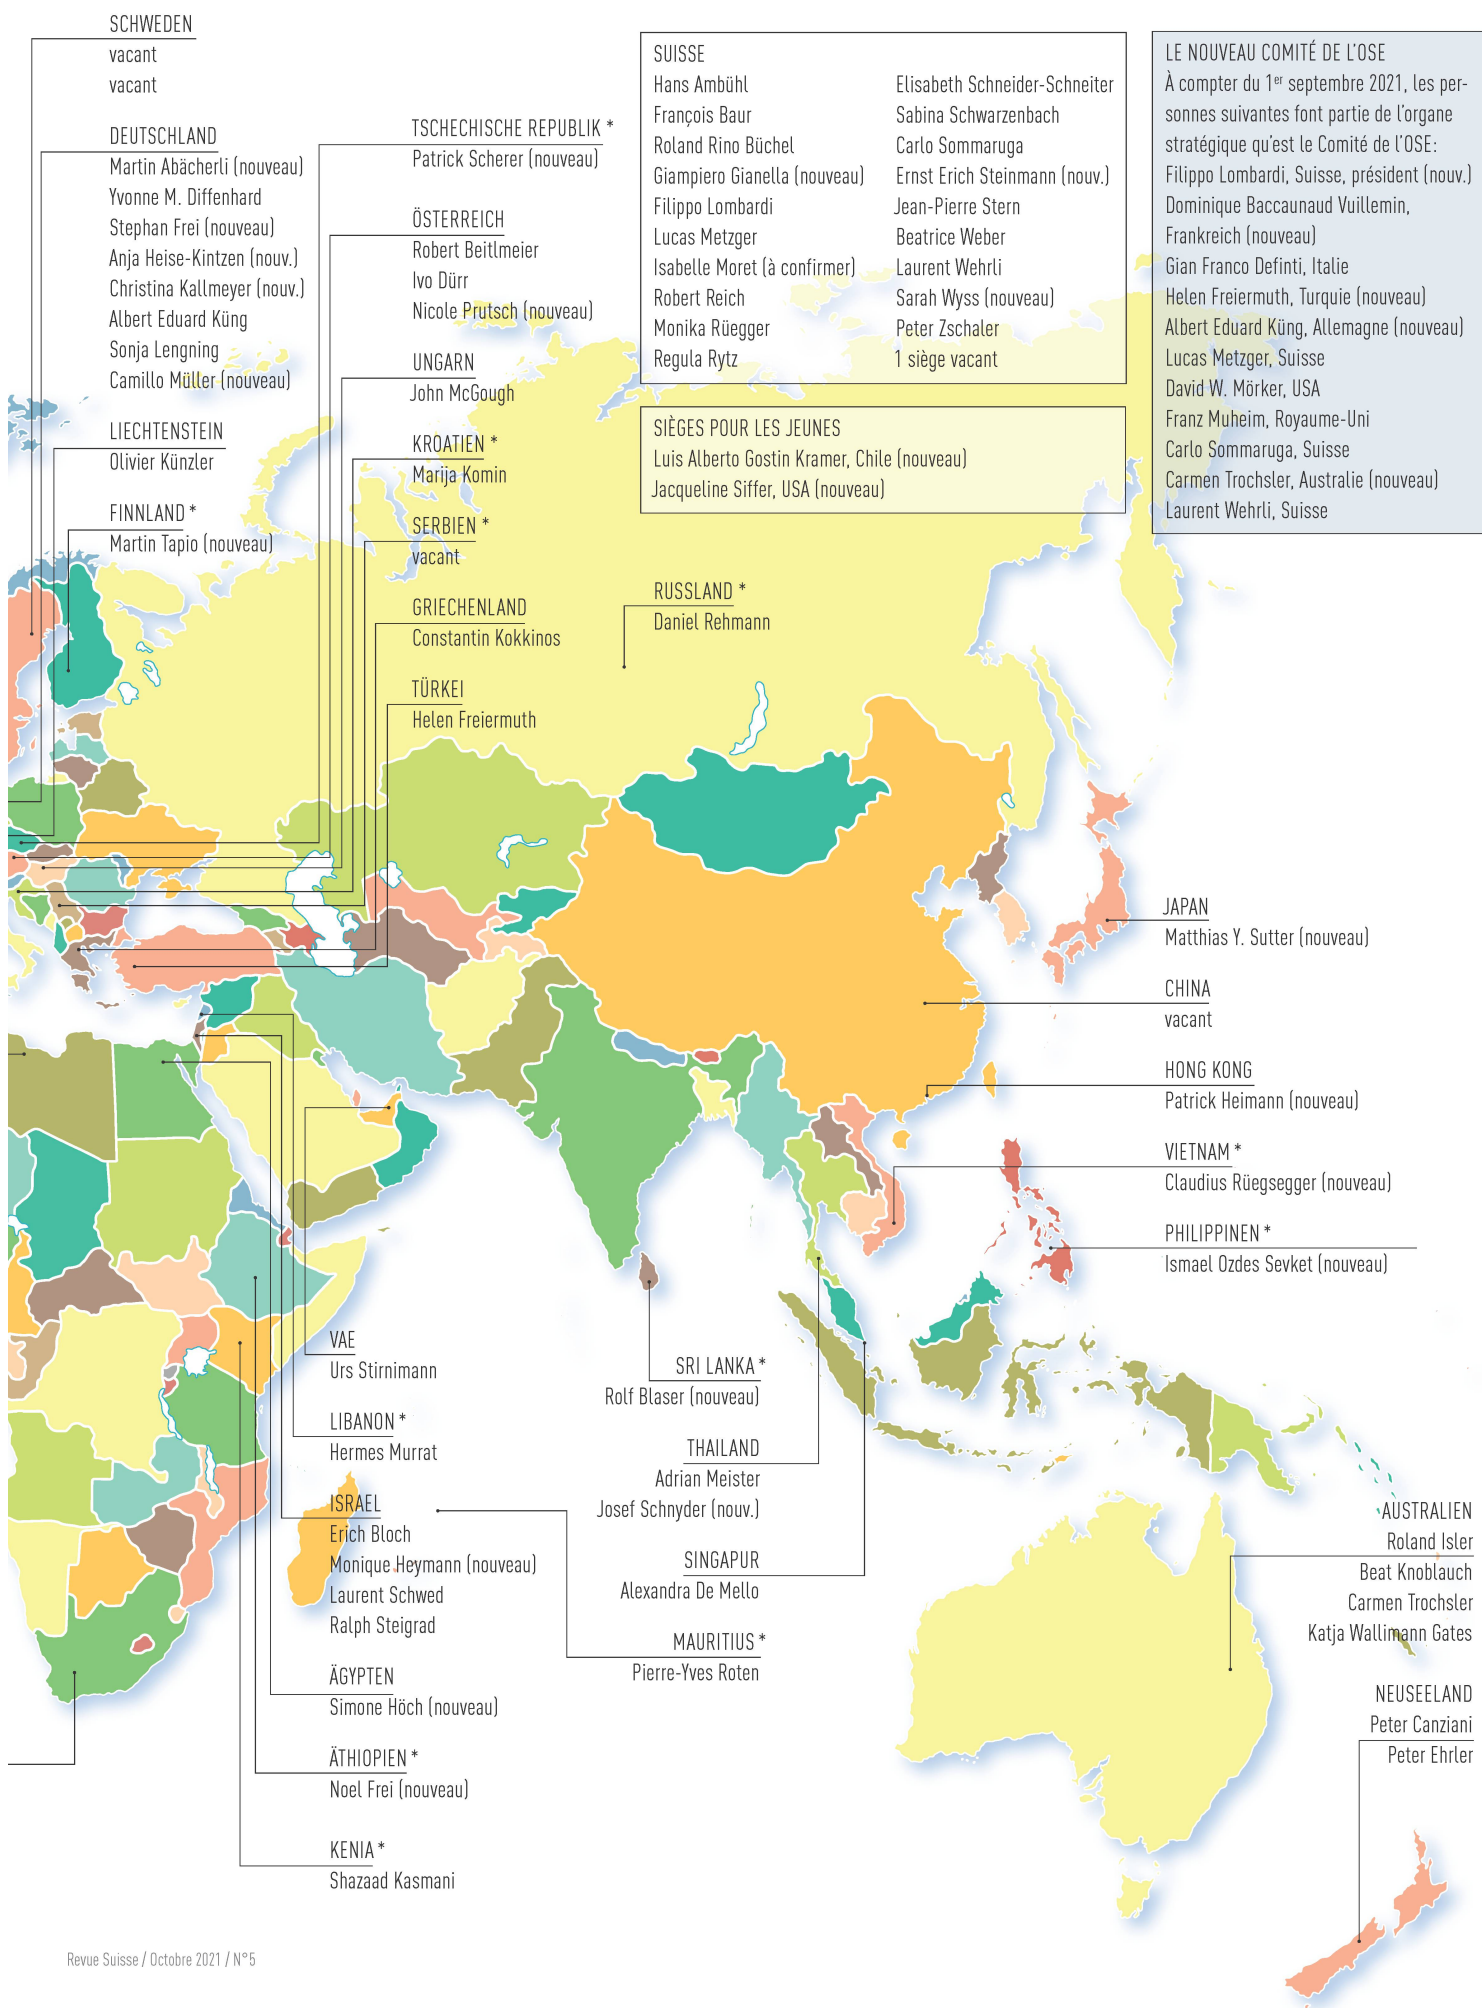 SCHWEDEN
vacant
vacant
DEUTSCHLAND
Martin Abächerli (nouveau)
Yvonne M. Diffenhard
Stephan Frei (nouveau)
Anja Heise-Kintzen (nouv.)
Christina Kallmeyer (nouv.)
Albert Eduard Küng
Sonja Lengning
Camillo Müller (nouveau)
LIECHTENSTEIN
Olivier Künzler
FINNLAND *
Martin Tapio (nouveau)
TSCHECHISCHE REPUBLIK *
Patrick Scherer (nouveau)
ÖSTERREICH
Robert Beitlmeier
Ivo Dürr
Nicole Prutsch (nouveau)
UNGARN
John McGough
KROATIEN *
Marija Komin
SERBIEN *
vacant
GRIECHENLAND
Constantin Kokkinos
TÜRKEI
Helen Freiermuth
SUISSE
Hans Ambühl
François Baur
Roland Rino Büchel
Giampiero Gianella (nouveau)
Filippo Lombardi
Lucas Metzger
Isabelle Moret (à confirmer)
Robert Reich
Monika Rüegger
Regula Rytz
Elisabeth Schneider-Schneiter
Sabina Schwarzenbach
Carlo Sommaruga
Ernst Erich Steinmann (nouv.)
Jean-Pierre Stern
Beatrice Weber
Laurent Wehrli
Sarah Wyss (nouveau)
Peter Zschaler
1 siège vacant
SIÈGES POUR LES JEUNES
Luis Alberto Gostin Kramer, Chile (nouveau)
Jacqueline Siffer, USA (nouveau)
LE NOUVEAU COMITÉ DE L'OSE
À compter du 1er septembre 2021, les per-
sonnes suivantes font partie de l'organe
stratégique qu'est le Comité de l'OSE:
Filippo Lombardi, Suisse, président (nouv.)
Dominique Baccaunaud Vuillemin,
Frankreich (nouveau)
Gian Franco Definti, Italie
Helen Freiermuth, Turquie (nouveau)
Albert Eduard Küng, Allemagne (nouveau)
Lucas Metzger, Suisse
David W. Mörker, USA
Franz Muheim, Royaume-Uni
Carlo Sommaruga, Suisse
Carmen Trochsler, Australie (nouveau)
Laurent Wehrli, Suisse
RUSSLAND *
Daniel Rehmann
JAPAN
Matthias Y. Sutter (nouveau)
CHINA
vacant
HONG KONG
Patrick Heimann (nouveau)
VIETNAM *
Claudius Rüegsegger (nouveau)
PHILIPPINEN *
Ismael Ozdes Sevket (nouveau)
VAE
Urs Stirnimann
LIBANON *
Hermes Murrat
ISRAEL
Erich Bloch
Monique Heymann (nouveau)
Laurent Schwed
Ralph Steigrad
ÄGYPTEN
Simone Höch (nouveau)
ÄTHIOPIEN *
Noel Frei (nouveau)
KENIA *
Shazaad Kasmani
SRI LANKA *
Rolf Blaser (nouveau)
THAILAND
Adrian Meister
Josef Schnyder (nouv.)
SINGAPUR
Alexandra De Mello
MAURITIUS *
Pierre-Yves Roten
AUSTRALIEN
Roland Isler
Beat Knoblauch
Carmen Trochsler
Katja Wallimann Gates
NEUSEELAND
Peter Canziani
Peter Ehrler
Revue Suisse / Octobre 2021 / N°5